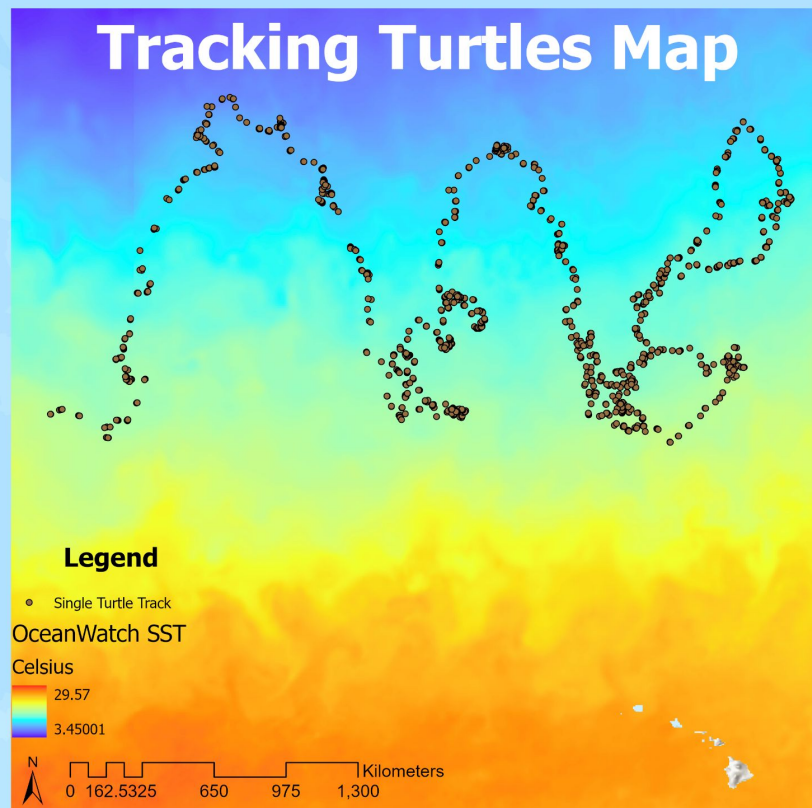 Tracking Turtles Map
Legend
Single Turtle Track
OceanWatch SST
Celsius
29.57
3.45001
N
Kilometers
0 162.5325 650 975 1,300